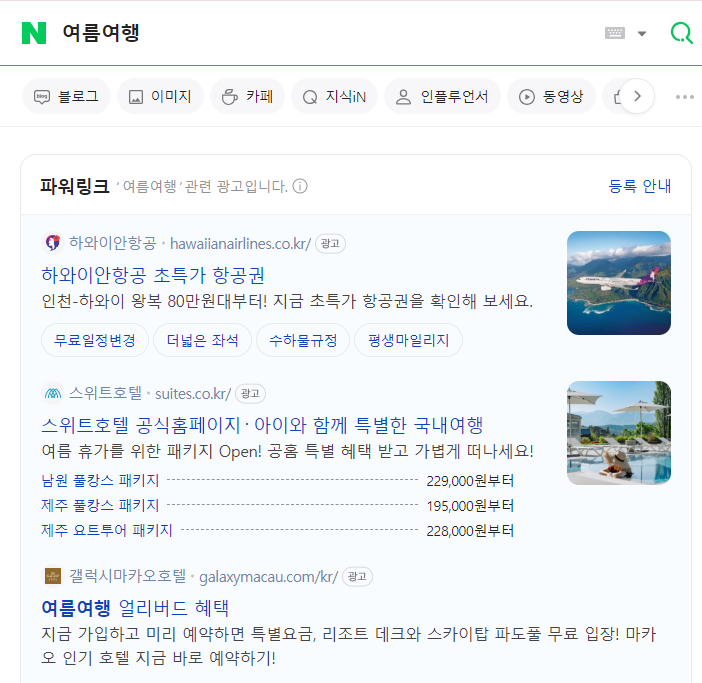 N 여름여행
블로그 이미지 카페 지식iN 인플루언서 동영상
파워링크 '여름여행'관련 광고입니다. 등록 안내
하와이안항공 · hawaiianairlines.co.kr/ 광고
하와이안항공 초특가 항공권
인천-하와이 왕복 80만원대부터! 지금 초특가 항공권을 확인해 보세요.
무료일정변경 더넓은 좌석 수하물규정 평생마일리지
스위트호텔 · suites.co.kr/ 광고
스위트호텔 공식홈페이지·아이와 함께 특별한 국내여행
여름 휴가를 위한 패키지 Open! 공홈 특별 혜택 받고 가볍게 떠나세요!
남원 풀캉스 패키지 229,000원부터
제주 풀캉스 패키지 195,000원부터
제주 요트투어 패키지 228,000원부터
갤럭시마카오호텔 · galaxymacau.com/kr/ 광고
여름여행 얼리버드 혜택
지금 가입하고 미리 예약하면 특별요금, 리조트 데크와 스카이탑 파도풀 무료 입장! 마카
오 인기 호텔 지금 바로 예약하기!